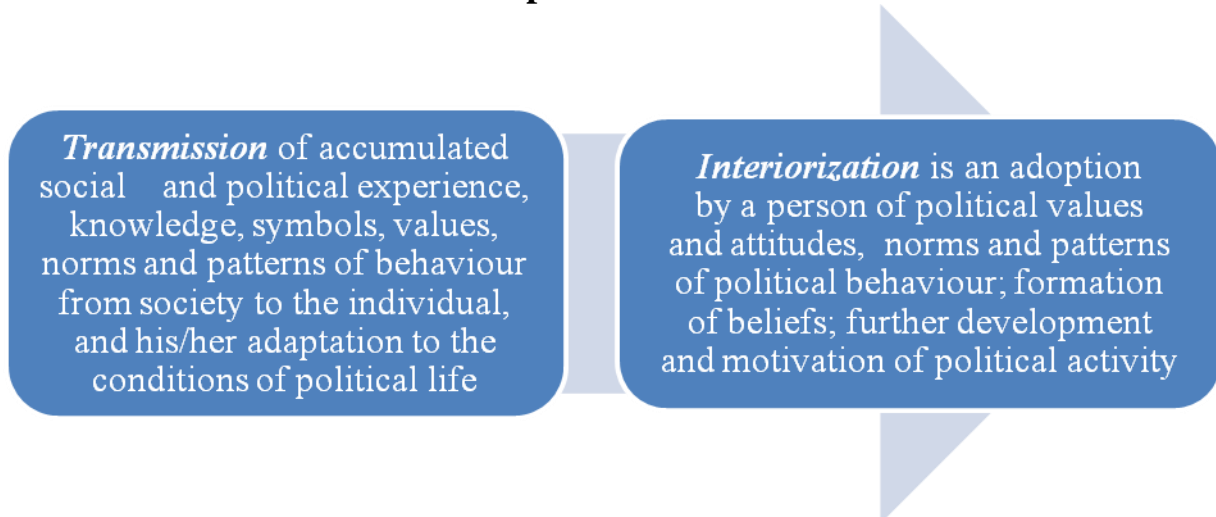 Transmission of accumulated
social and political experience,
knowledge, symbols, values,
norms and patterns of behaviour
from society to the individual,
and his/her adaptation to the
conditions of political life
Interiorization is an adoption
by a person of political values
and attitudes, norms and patterns
of political behaviour; formation
of beliefs; further development
and motivation of political activity